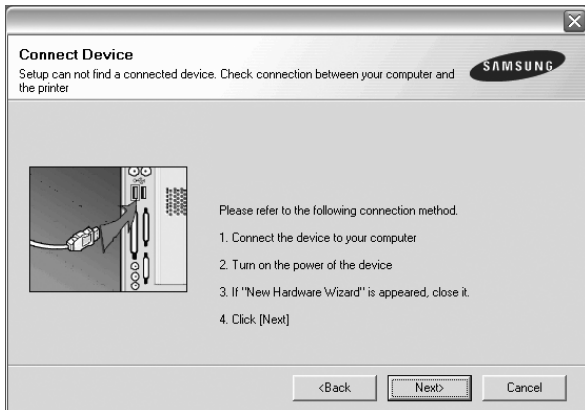 Connect Device
Setup can not find a connected device. Check connection between your computer and
the printer
SAMSUNG
Please refer to the following connection method.
1. Connect the device to your computer
2. Turn on the power of the device
3. If "New Hardware Wizard" is appeared, close it.
4. Click [Next]
<Back
Next>
Cancel